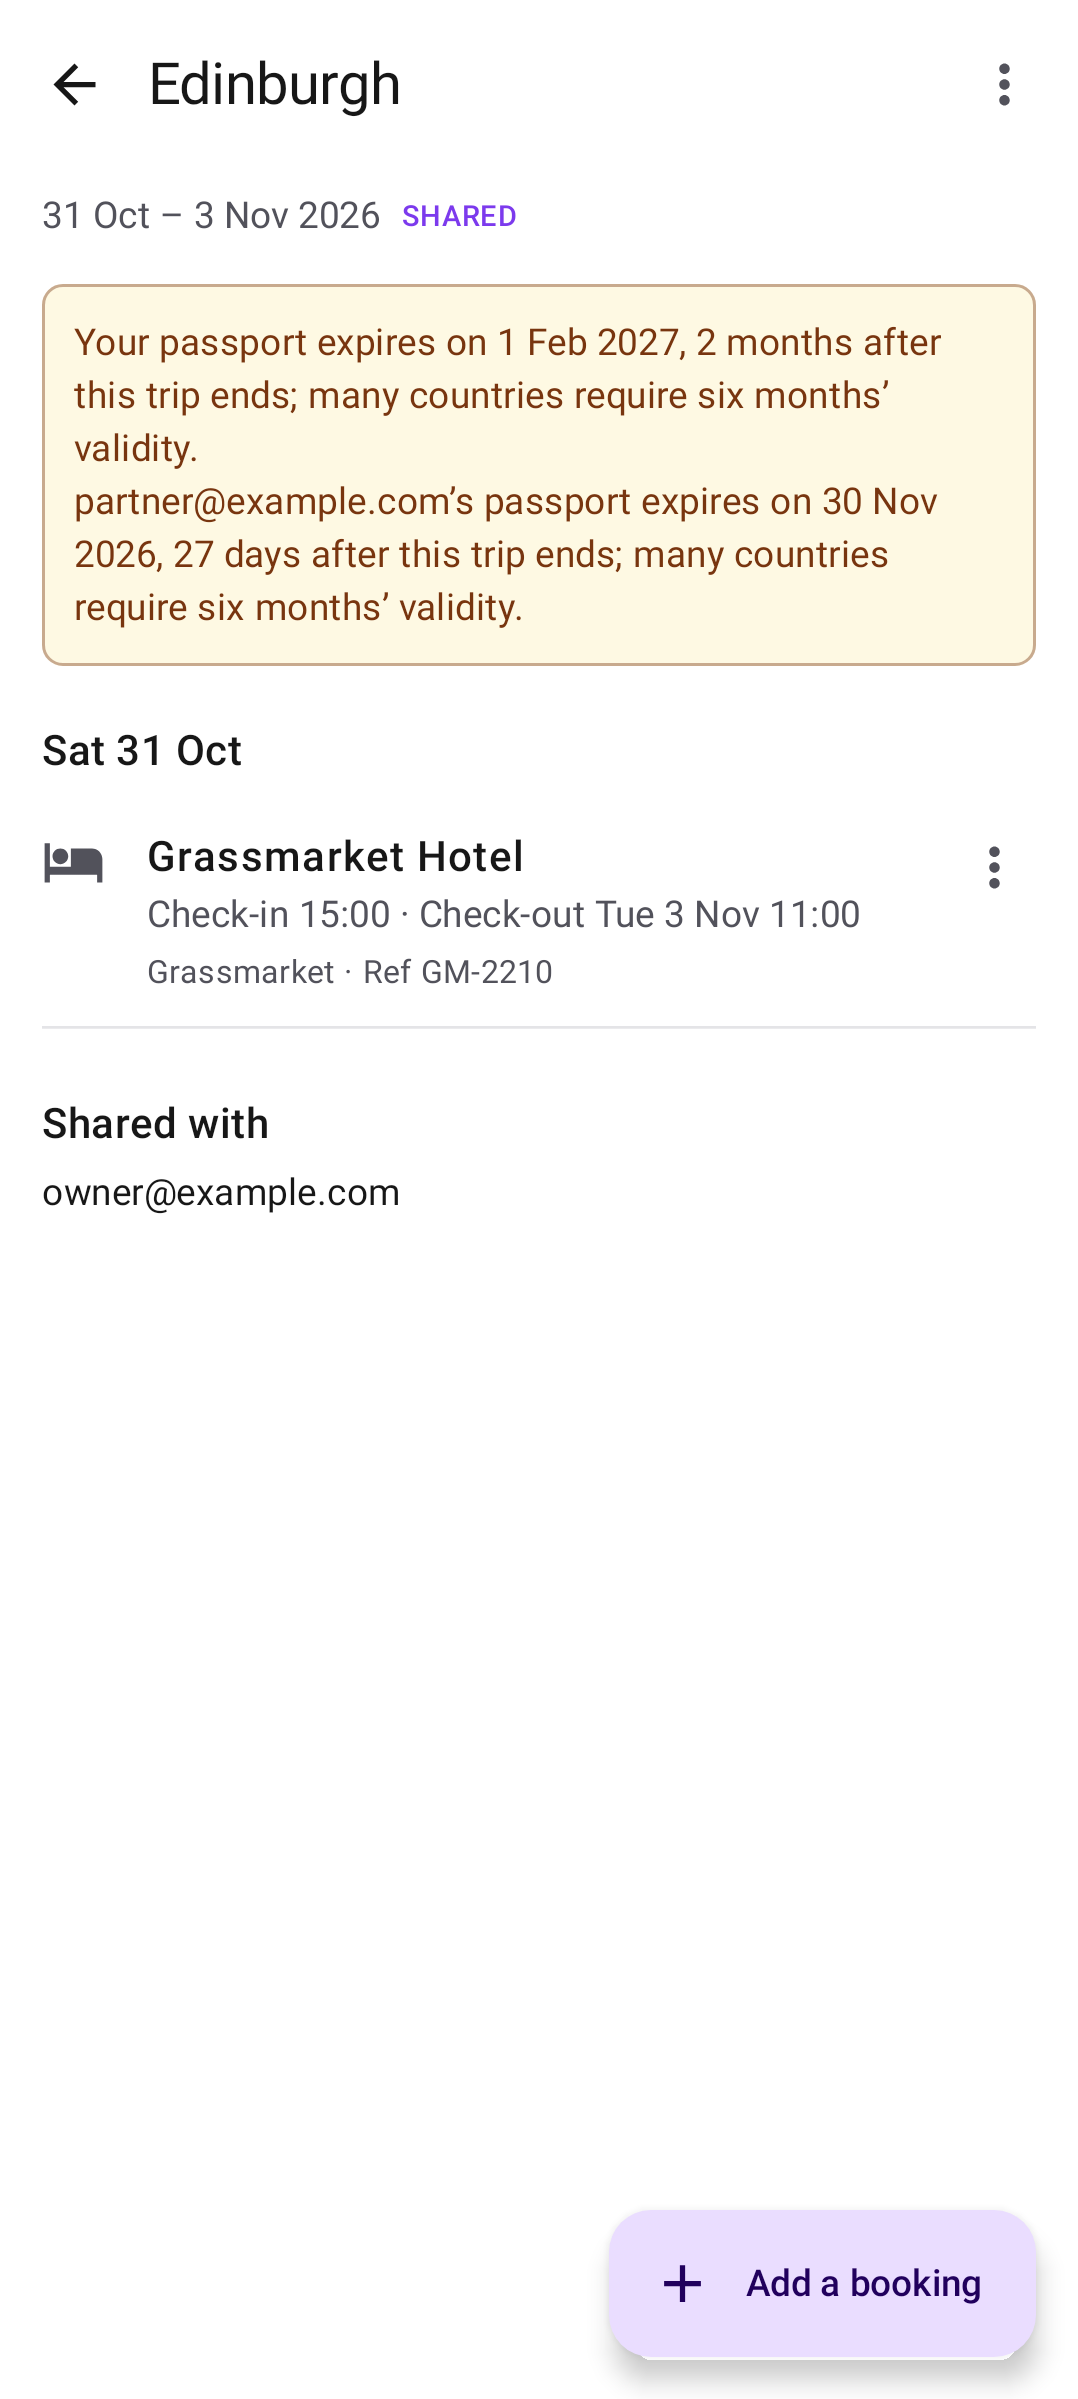 Edinburgh
31 Oct – 3 Nov 2026 SHARED
Your passport expires on 1 Feb 2027, 2 months after
this trip ends; many countries require six months’
validity.
partner@example.com’s passport expires on 30 Nov
2026, 27 days after this trip ends; many countries
require six months’ validity.
Sat 31 Oct
Grassmarket Hotel
Check-in 15:00 · Check-out Tue 3 Nov 11:00
Grassmarket · Ref GM-2210
Shared with
owner@example.com
Add a booking